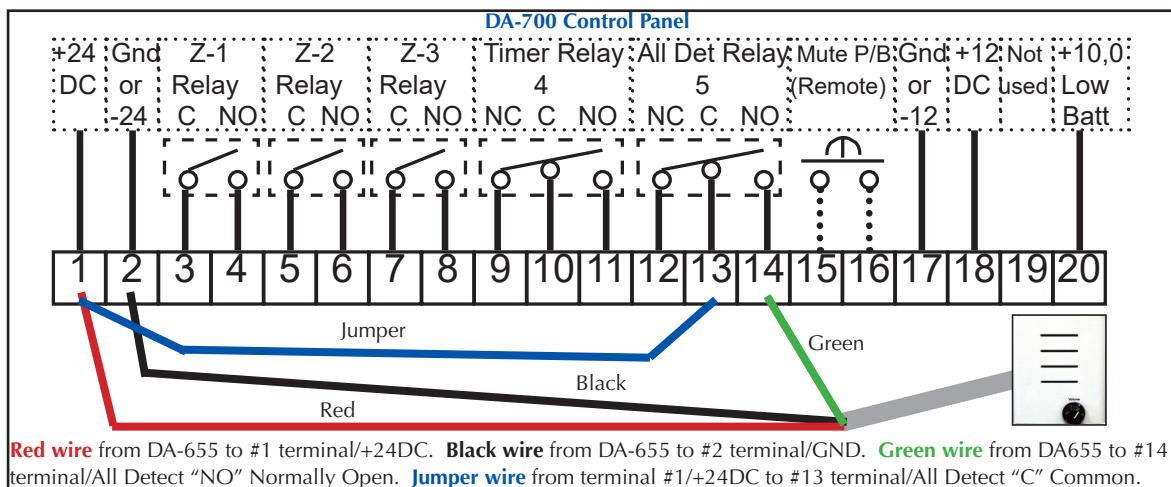 DA-700 Control Panel
+24 Gnd Z-1 Z-2 Z-3 Timer Relay All Det Relay Mute P/B Gnd +12 Not +10,0
DC or Relay Relay Relay 4 5 (Remote) or DC used Low
-24 C NO C NO C NO NC C NO NC C NO -12 Batt
1 2 3 4 5 6 7 8 9 10 11 12 13 14 15 16 17 18 19 20
Jumper
Green
Black
Red
Volume
Red wire from DA-655 to #1 terminal/+24DC. Black wire from DA-655 to #2 terminal/GND. Green wire from DA655 to #14
terminal/All Detect “NO” Normally Open. Jumper wire from terminal #1/+24DC to #13 terminal/All Detect “C” Common.